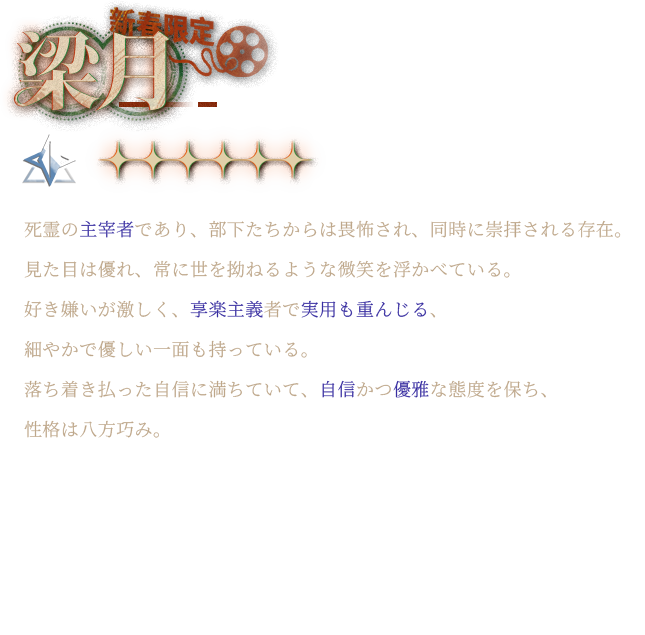 新春限定
梁月
死霊の主宰者であり、部下たちからは畏怖され、同時に崇拝される存在。
見た目は優れ、常に世を拗ねるような微笑を浮かべている。
好き嫌いが激しく、享楽主義者で実用も重んじる、
細やかで優しい一面も持っている。
落ち着き払った自信に満ちていて、自信かつ優雅な態度を保ち、
性格は八方巧み。